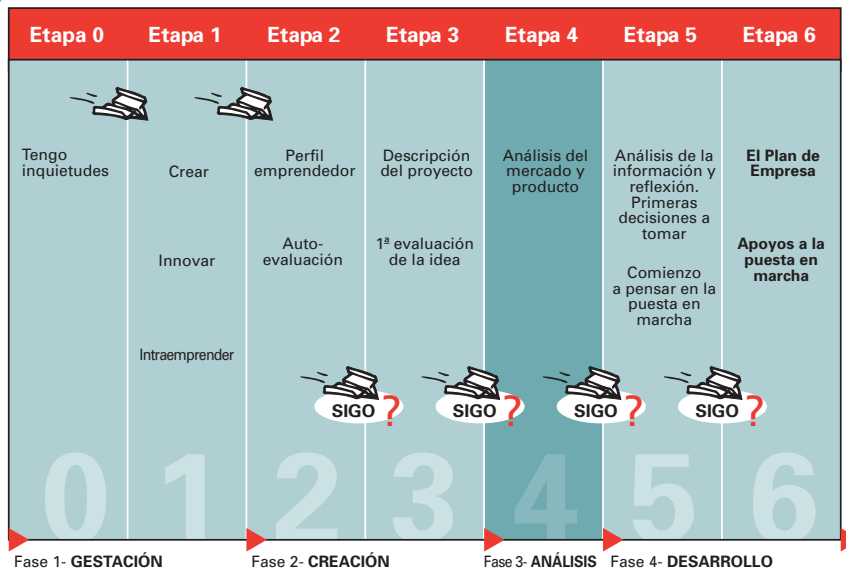 Etapa 0
Etapa 1
Etapa 2
Etapa 3
Etapa 4
Etapa 5
Etapa 6
Tengo
inquietudes
Crear
Innovar
Intraemprender
Perfil
emprendedor
Auto-
evaluación
Descripción
del proyecto
1ª evaluación
de la idea
Análisis del
mercado y
producto
Análisis de la
información y
reflexión.
Primeras
decisiones a
tomar
Comienzo
a pensar en la
puesta en
marcha
El Plan de
Empresa
Apoyos a la
puesta en
marcha
SIGO?
SIGO?
SIGO?
SIGO?
0
1
2
3
4
5
6
Fase 1- GESTACIÓN
Fase 2- CREACIÓN
Fase 3- ANÁLISIS
Fase 4- DESARROLLO